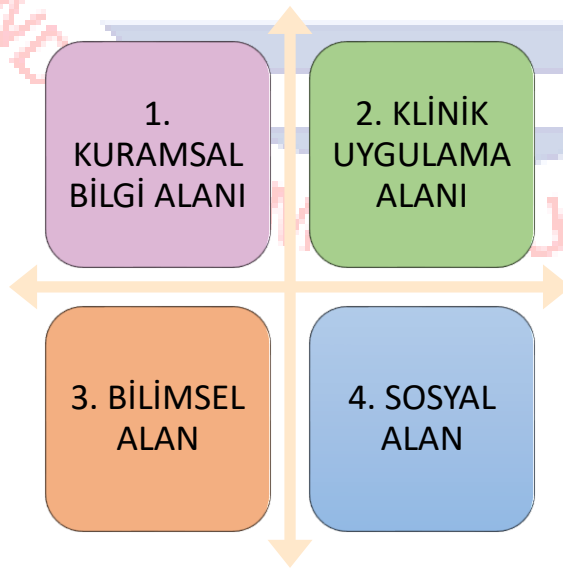 1.
KURAMSAL
BİLGİ ALANI
2. KLİNİK
UYGULAMA
ALANI
3. BİLİMSEL
ALAN
4. SOSYAL
ALAN